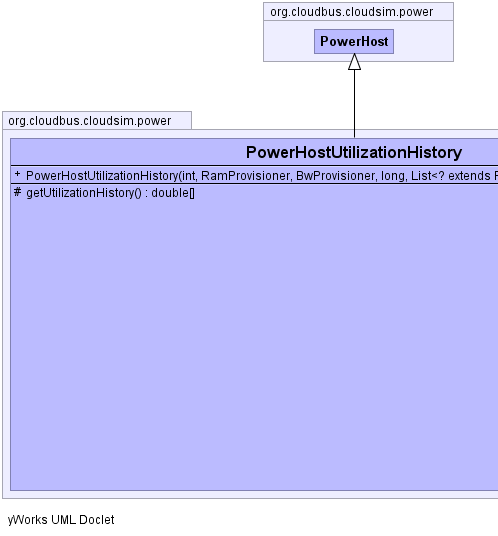 org.cloudbus.cloudsim.power
PowerHost
org.cloudbus.cloudsim.power
PowerHostUtilizationHistory
+ PowerHostUtilizationHistory(int, RamProvisioner, BwProvisioner, long, List<? extends
# getUtilizationHistory() : double[]
yWorks UML Doclet